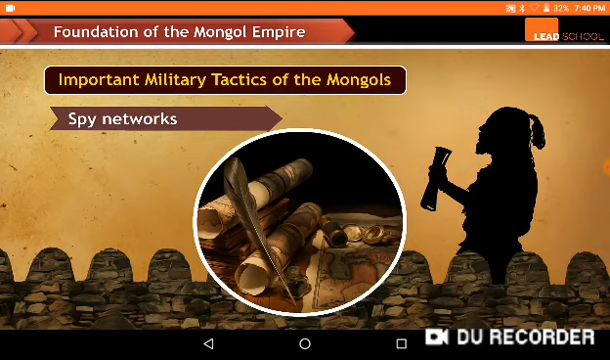 32% 7:40 PM
Foundation of the Mongol Empire
LEAD SCHOOL
Important Military Tactics of the Mongols
Spy networks
DU RECORDER